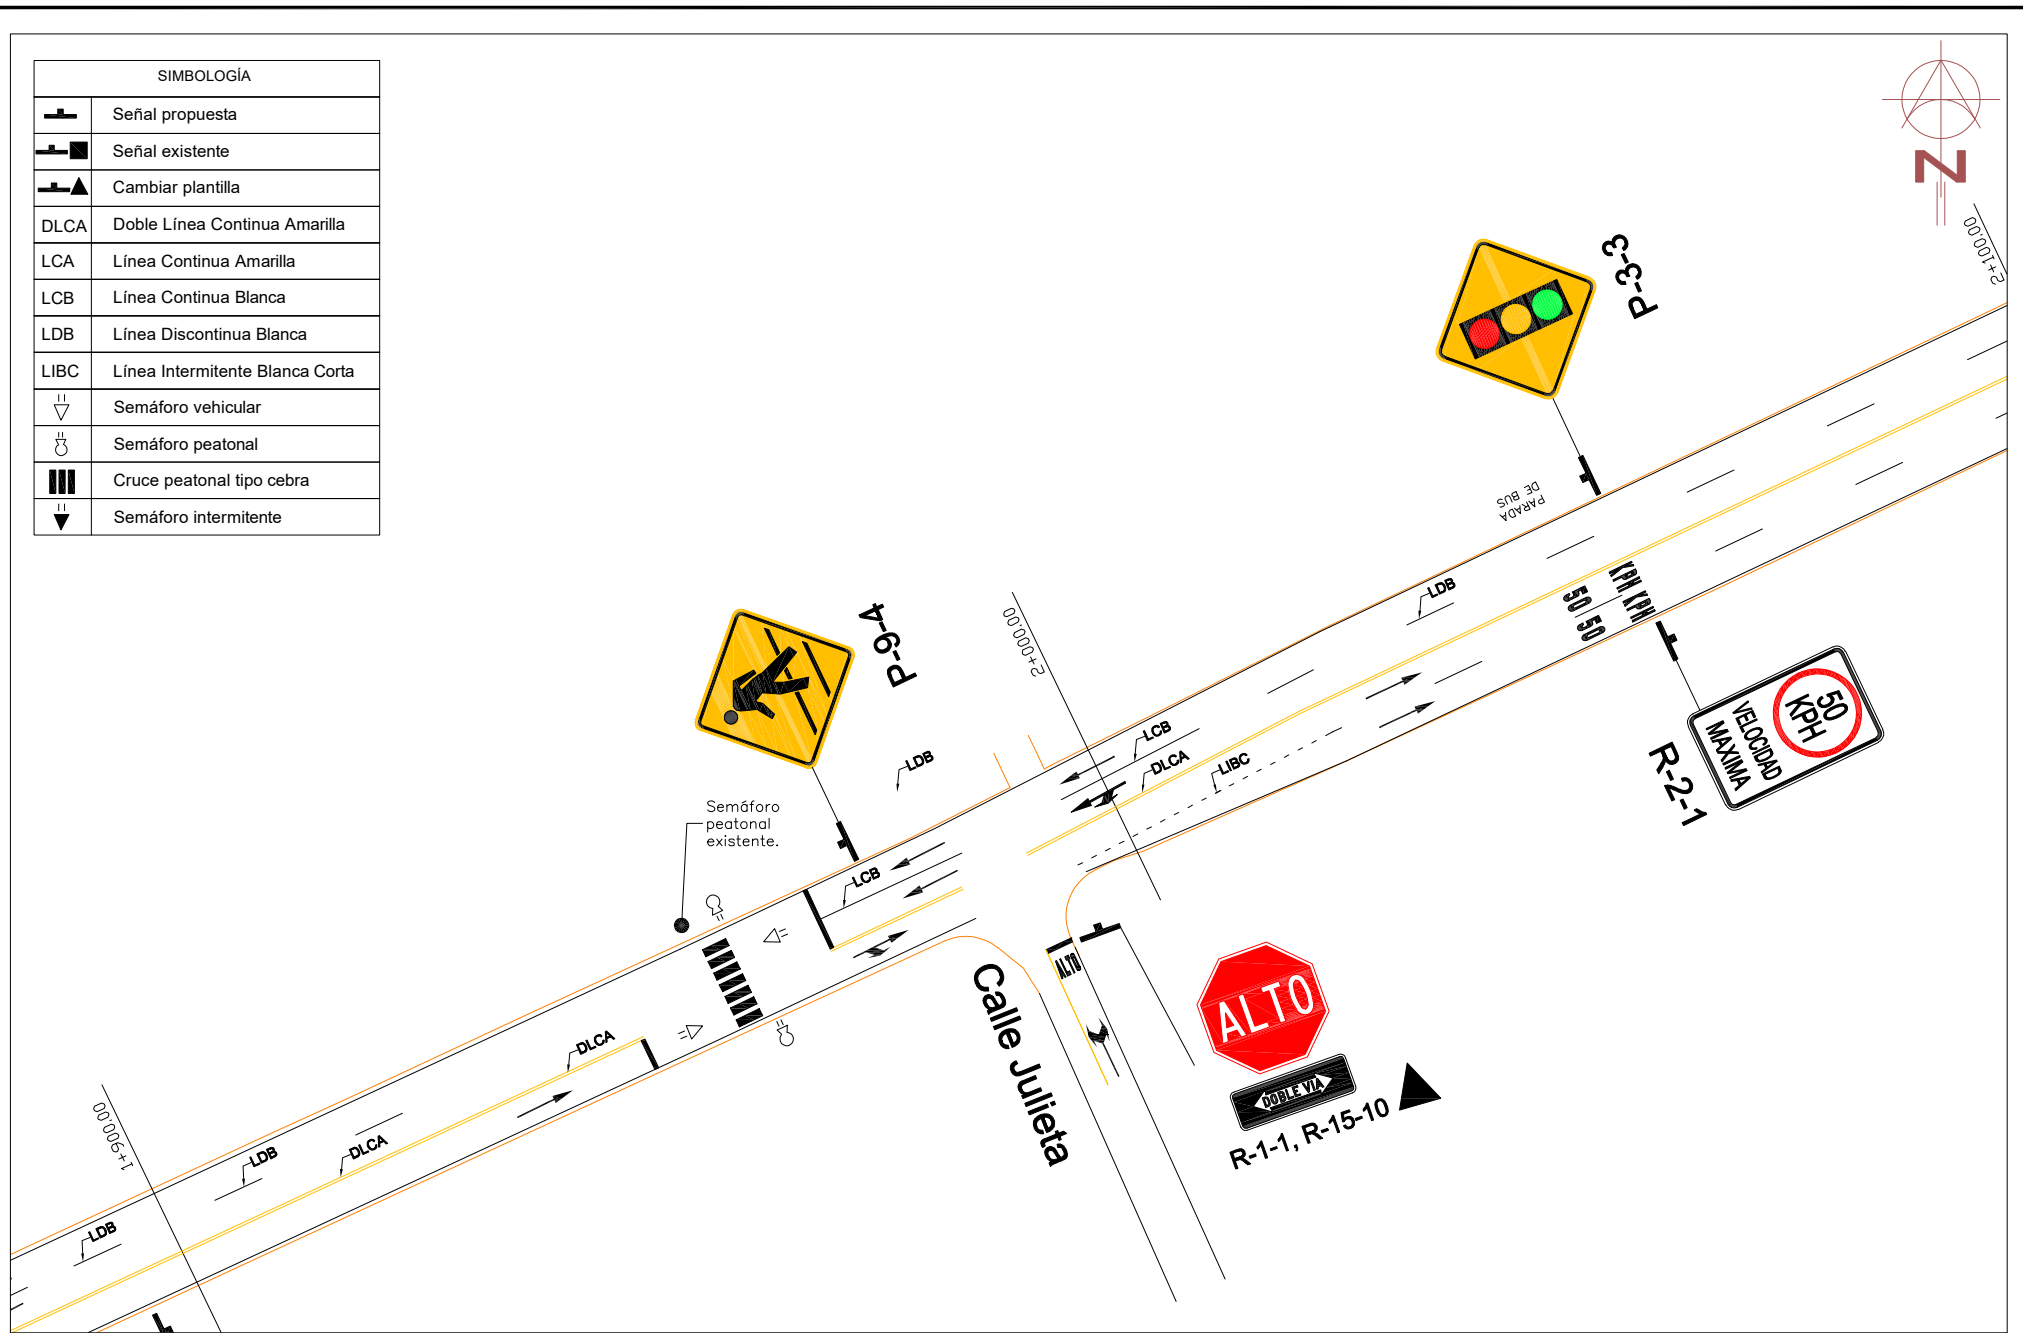 SIMBOLOGÍA
Señal propuesta
Señal existente
Cambiar plantilla
DLCA Doble Línea Continua Amarilla
LCA Línea Continua Amarilla
LCB Línea Continua Blanca
LDB Línea Discontinua Blanca
LIBC Línea Intermitente Blanca Corta
Semáforo vehicular
Semáforo peatonal
Cruce peatonal tipo cebra
Semáforo intermitente
N
2+100.00
P-3-3
PARADA
DE BUS
LDB
KPH KPH
50 50
50
KPH
VELOCIDAD
MAXIMA
R-2-1
P-9-4
2+000.00
LDB
LCB
DLCA
LIBC
Semáforo
peatonal
existente.
LCB
ALTO
Calle Julieta
ALTO
DOBLE VIA
R-1-1, R-15-10
DLCA
1+900.00
LDB
DLCA
LDB